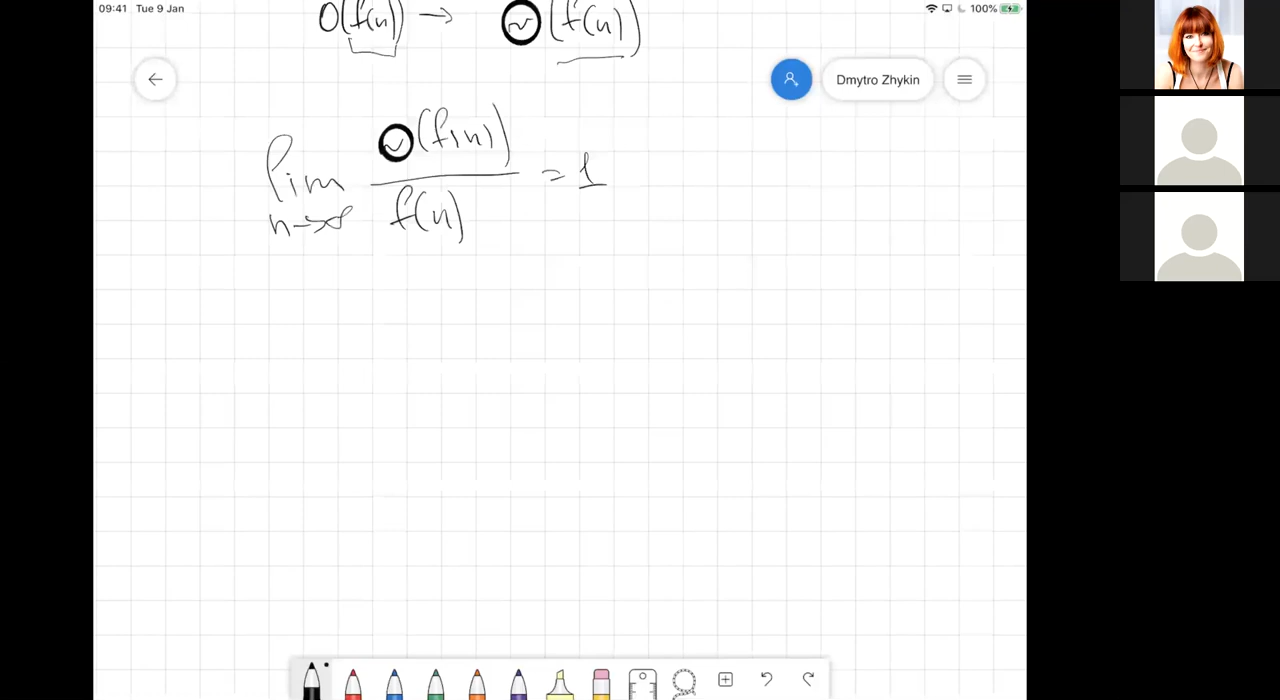 09:41 Tue 9 Jan 100%
O(f(n)) → ~(f(n))
Dmytro Zhykin
lim n→∞ ~(f(n)) / f(n) = 1